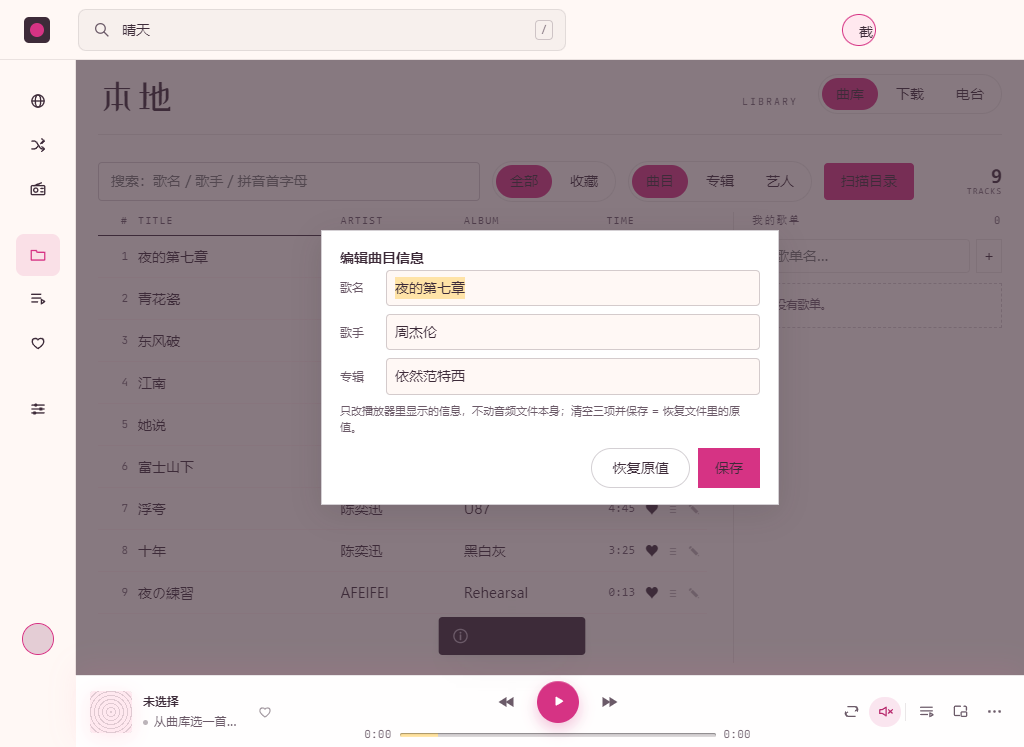 晴天
/
截
本地
LIBRARY
曲库
下载
电台
搜索: 歌名 / 歌手 / 拼音首字母
全部
收藏
曲目
专辑
艺人
扫描目录
9
TRACKS
# TITLE ARTIST ALBUM TIME
我的歌单 0
1 夜的第七章
2 青花瓷
3 东风破
4 江南
5 她说
6 富士山下
7 浮夸 陈奕迅 U87 4:45
8 十年 陈奕迅 黑白灰 3:25
9 夜の練習 AFEIFEI Rehearsal 0:13
歌单名...
+
没有歌单。
编辑曲目信息
歌名 夜的第七章
歌手 周杰伦
专辑 依然范特西
只改播放器里显示的信息，不动音频文件本身；清空三项并保存 = 恢复文件里的原
值。
恢复原值
保存
未选择
从曲库选一首...
0:00
0:00